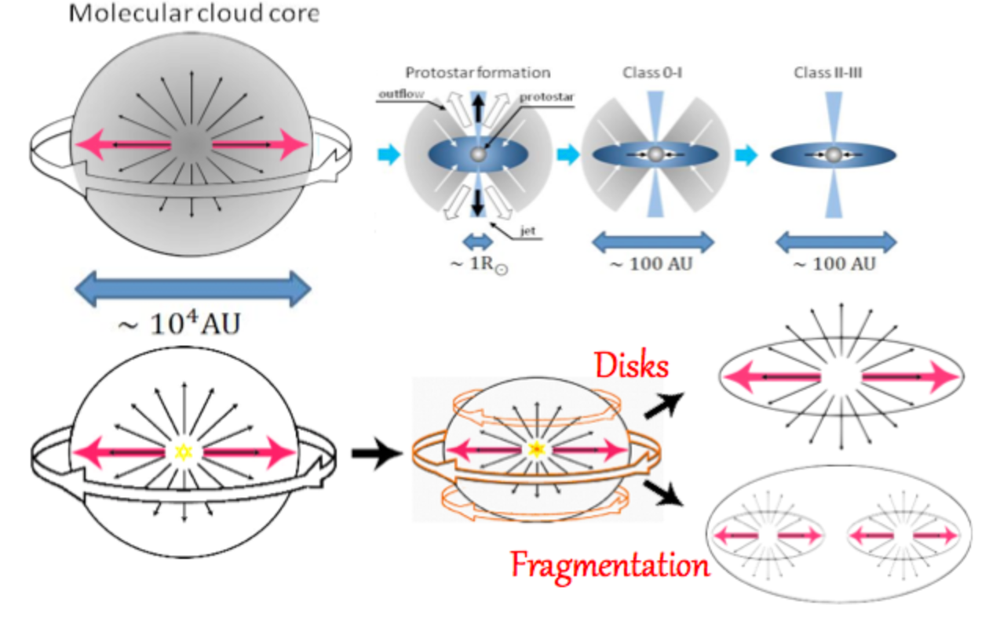 Molecular cloud core
Protostar formation
Class 0-I
Class II-III
outflow
protostar
jet
~ 1R☉
~ 100 AU
~ 100 AU
~ 10⁴AU
Disks
Fragmentation